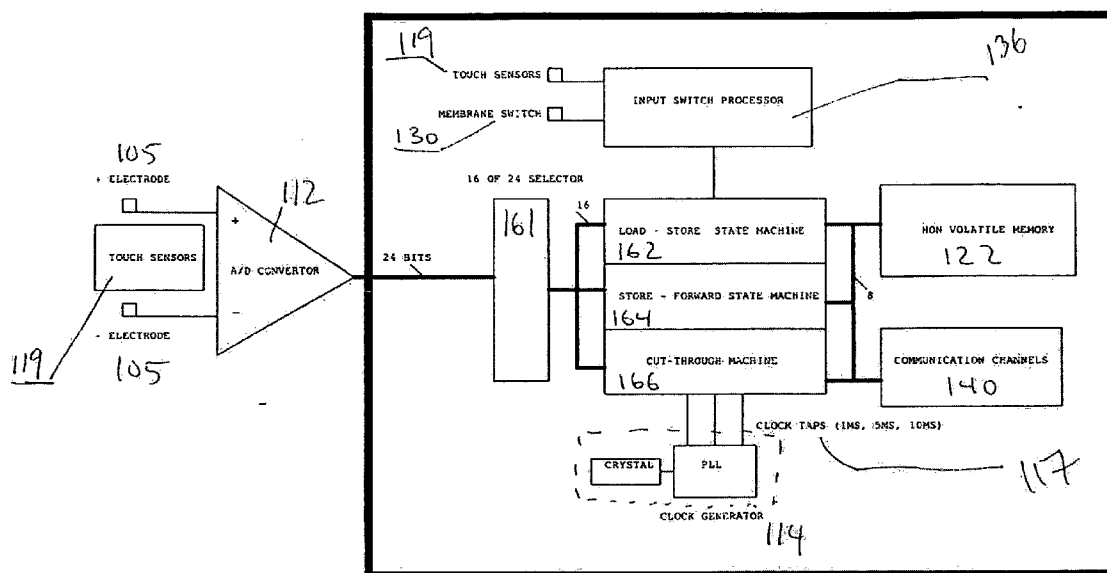 119
TOUCH SENSORS
MEMBRANE SWITCH
130
INPUT SWITCH PROCESSOR
136
105
+ ELECTRODE
112
+
TOUCH SENSORS
A/D CONVERTOR
-
- ELECTRODE
119
105
24 BITS
16 OF 24 SELECTOR
161
16
LOAD - STORE STATE MACHINE
162
STORE - FORWARD STATE MACHINE
164
CUT-THROUGH MACHINE
166
NON VOLATILE MEMORY
122
8
COMMUNICATION CHANNELS
140
CLOCK TAPS (1MS, 5MS, 10MS)
117
CRYSTAL
PLL
CLOCK GENERATOR
114